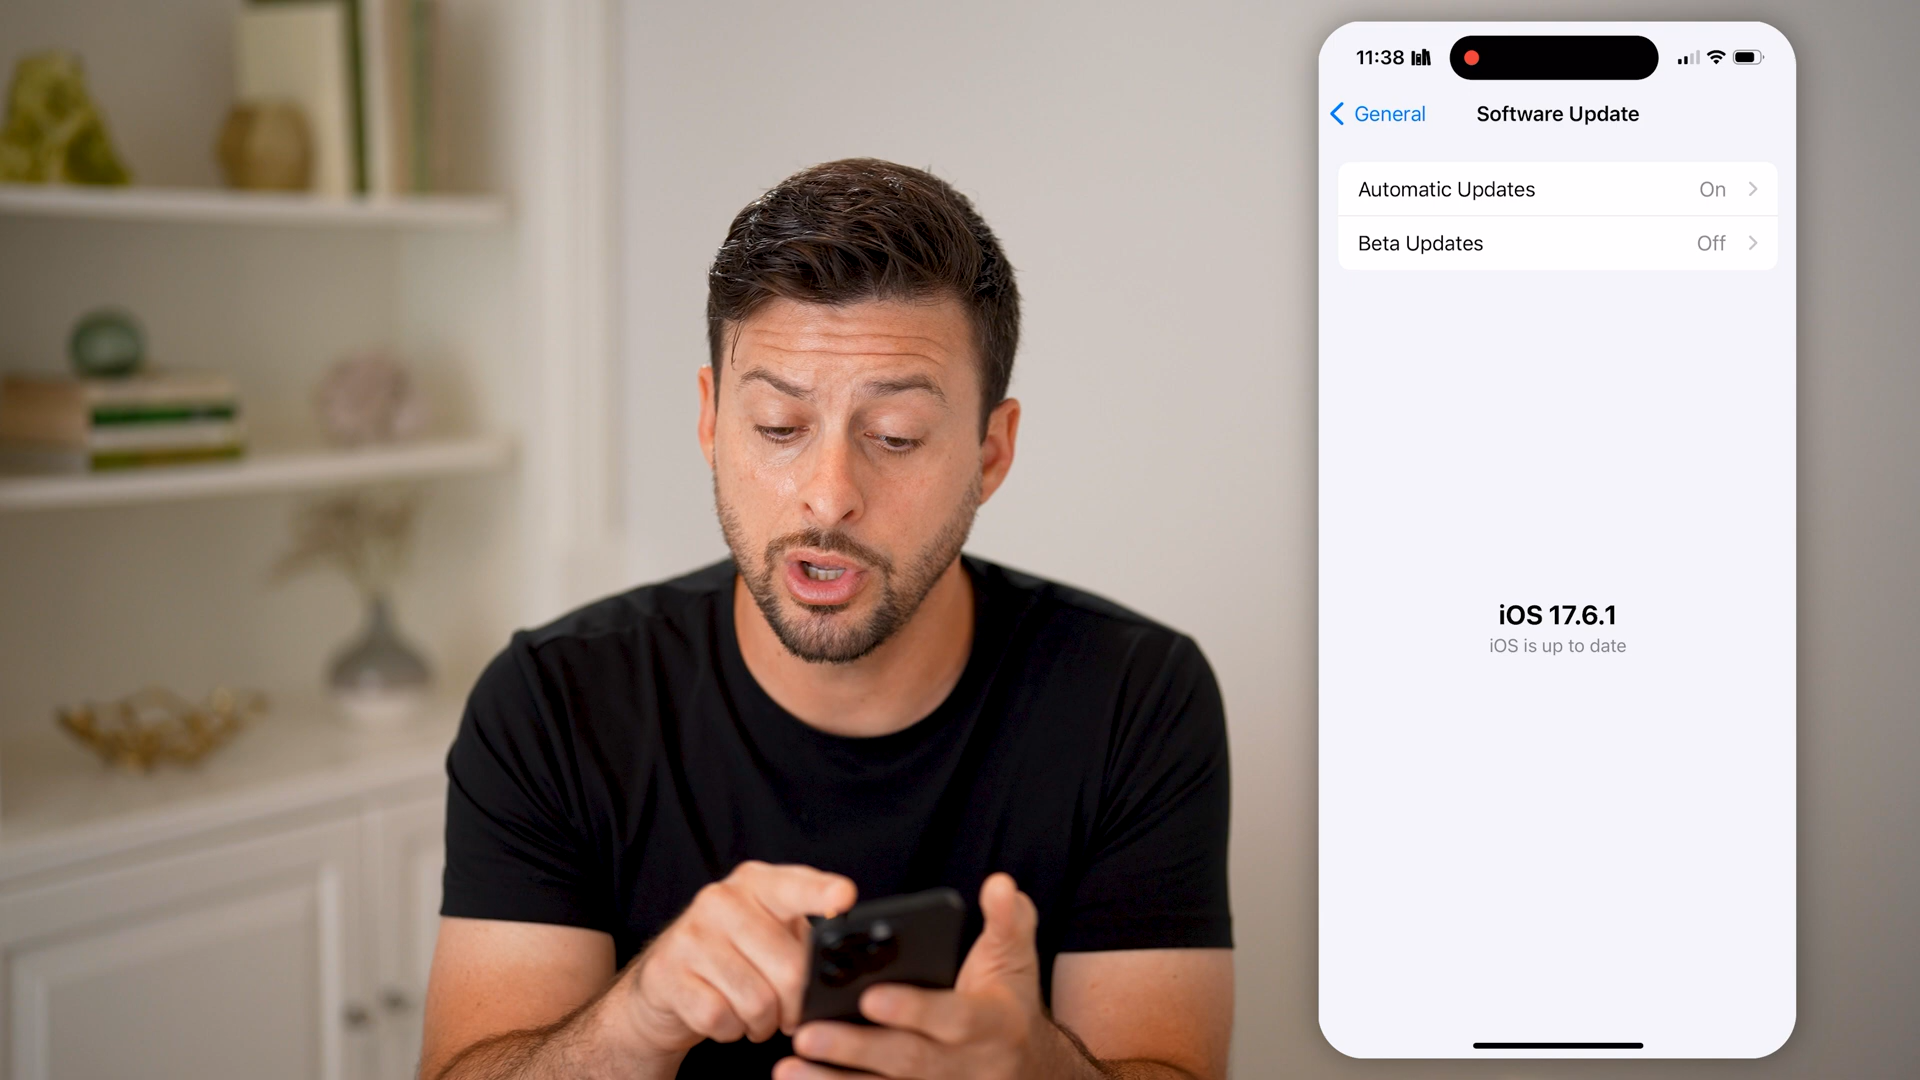 11:38
General
Software Update
Automatic Updates On
Beta Updates Off
iOS 17.6.1
iOS is up to date